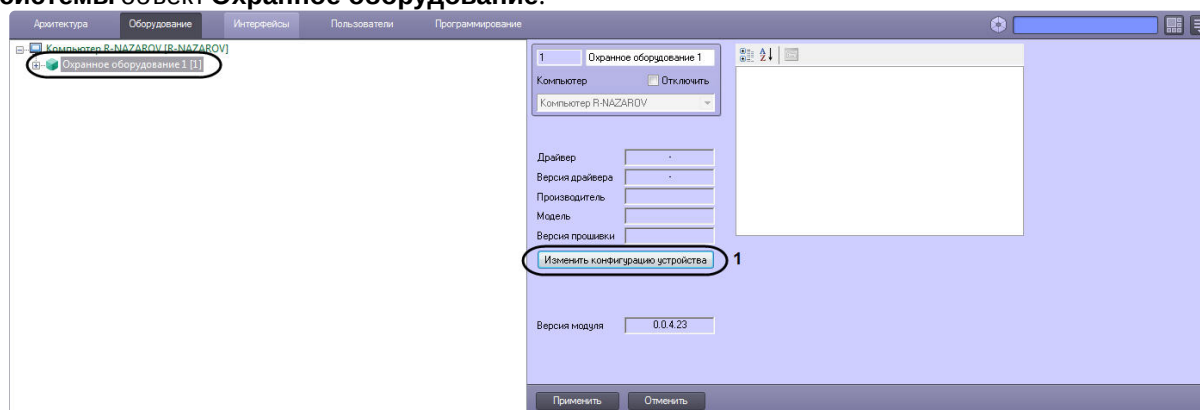 системы объект Охранное оборудование.
Архитектура Оборудование Интерфейсы Пользователи Программирование
Компьютер R-NAZAROV [R-NAZAROV]
Охранное оборудование 1 [1]
1 Охранное оборудование 1
Компьютер Отключить
Компьютер R-NAZAROV
Драйвер -
Версия драйвера -
Производитель
Модель
Версия прошивки
Изменить конфигурацию устройства 1
Версия модуля 0.0.4.23
Применить Отменить